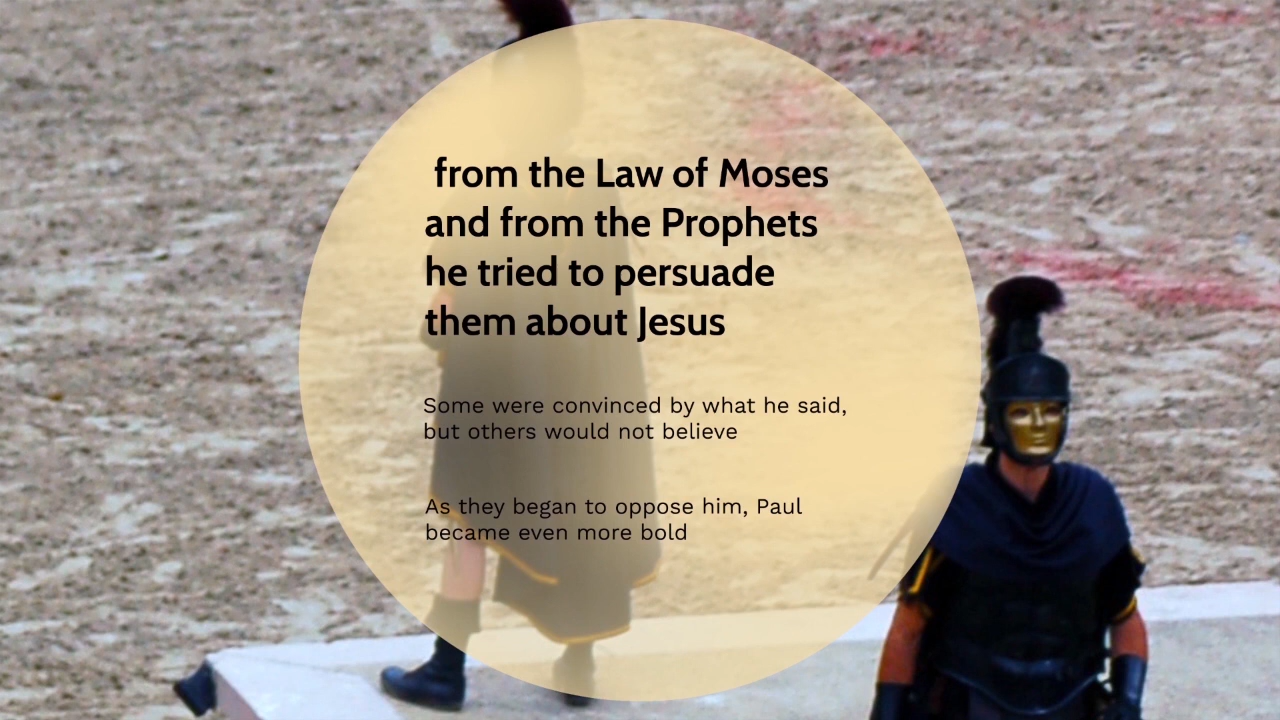 from the Law of Moses
and from the Prophets
he tried to persuade
them about Jesus
Some were convinced by what he said,
but others would not believe
As they began to oppose him, Paul
became even more bold